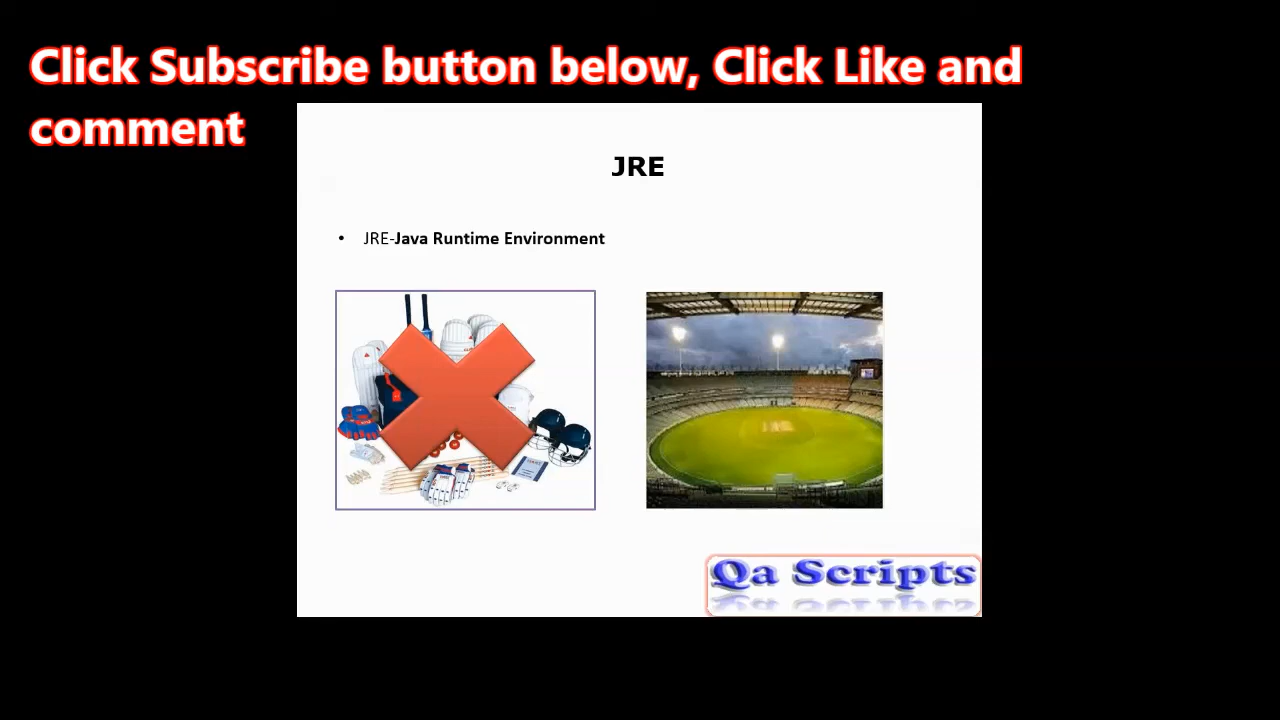 Click Subscribe button below, Click Like and
comment
JRE
• JRE-Java Runtime Environment
Qa Scripts